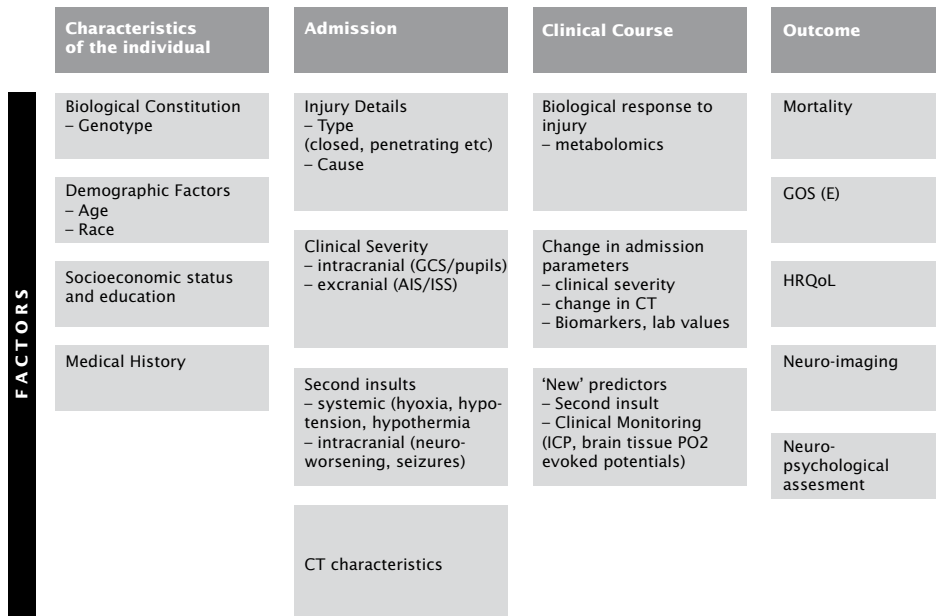 Characteristics
of the individual
Admission
Clinical Course
Outcome
FACTORS
Biological Constitution
– Genotype
Demographic Factors
– Age
– Race
Socioeconomic status
and education
Medical History
Injury Details
– Type
(closed, penetrating etc)
– Cause
Clinical Severity
– intracranial (GCS/pupils)
– excranial (AIS/ISS)
Second insults
– systemic (hyoxia, hypo-
tension, hypothermia
– intracranial (neuro-
worsening, seizures)
CT characteristics
Biological response to
injury
– metabolomics
Change in admission
parameters
– clinical severity
– change in CT
– Biomarkers, lab values
‘New’ predictors
– Second insult
– Clinical Monitoring
(ICP, brain tissue PO2
evoked potentials)
Mortality
GOS (E)
HRQoL
Neuro-imaging
Neuro-
psychological
assesment